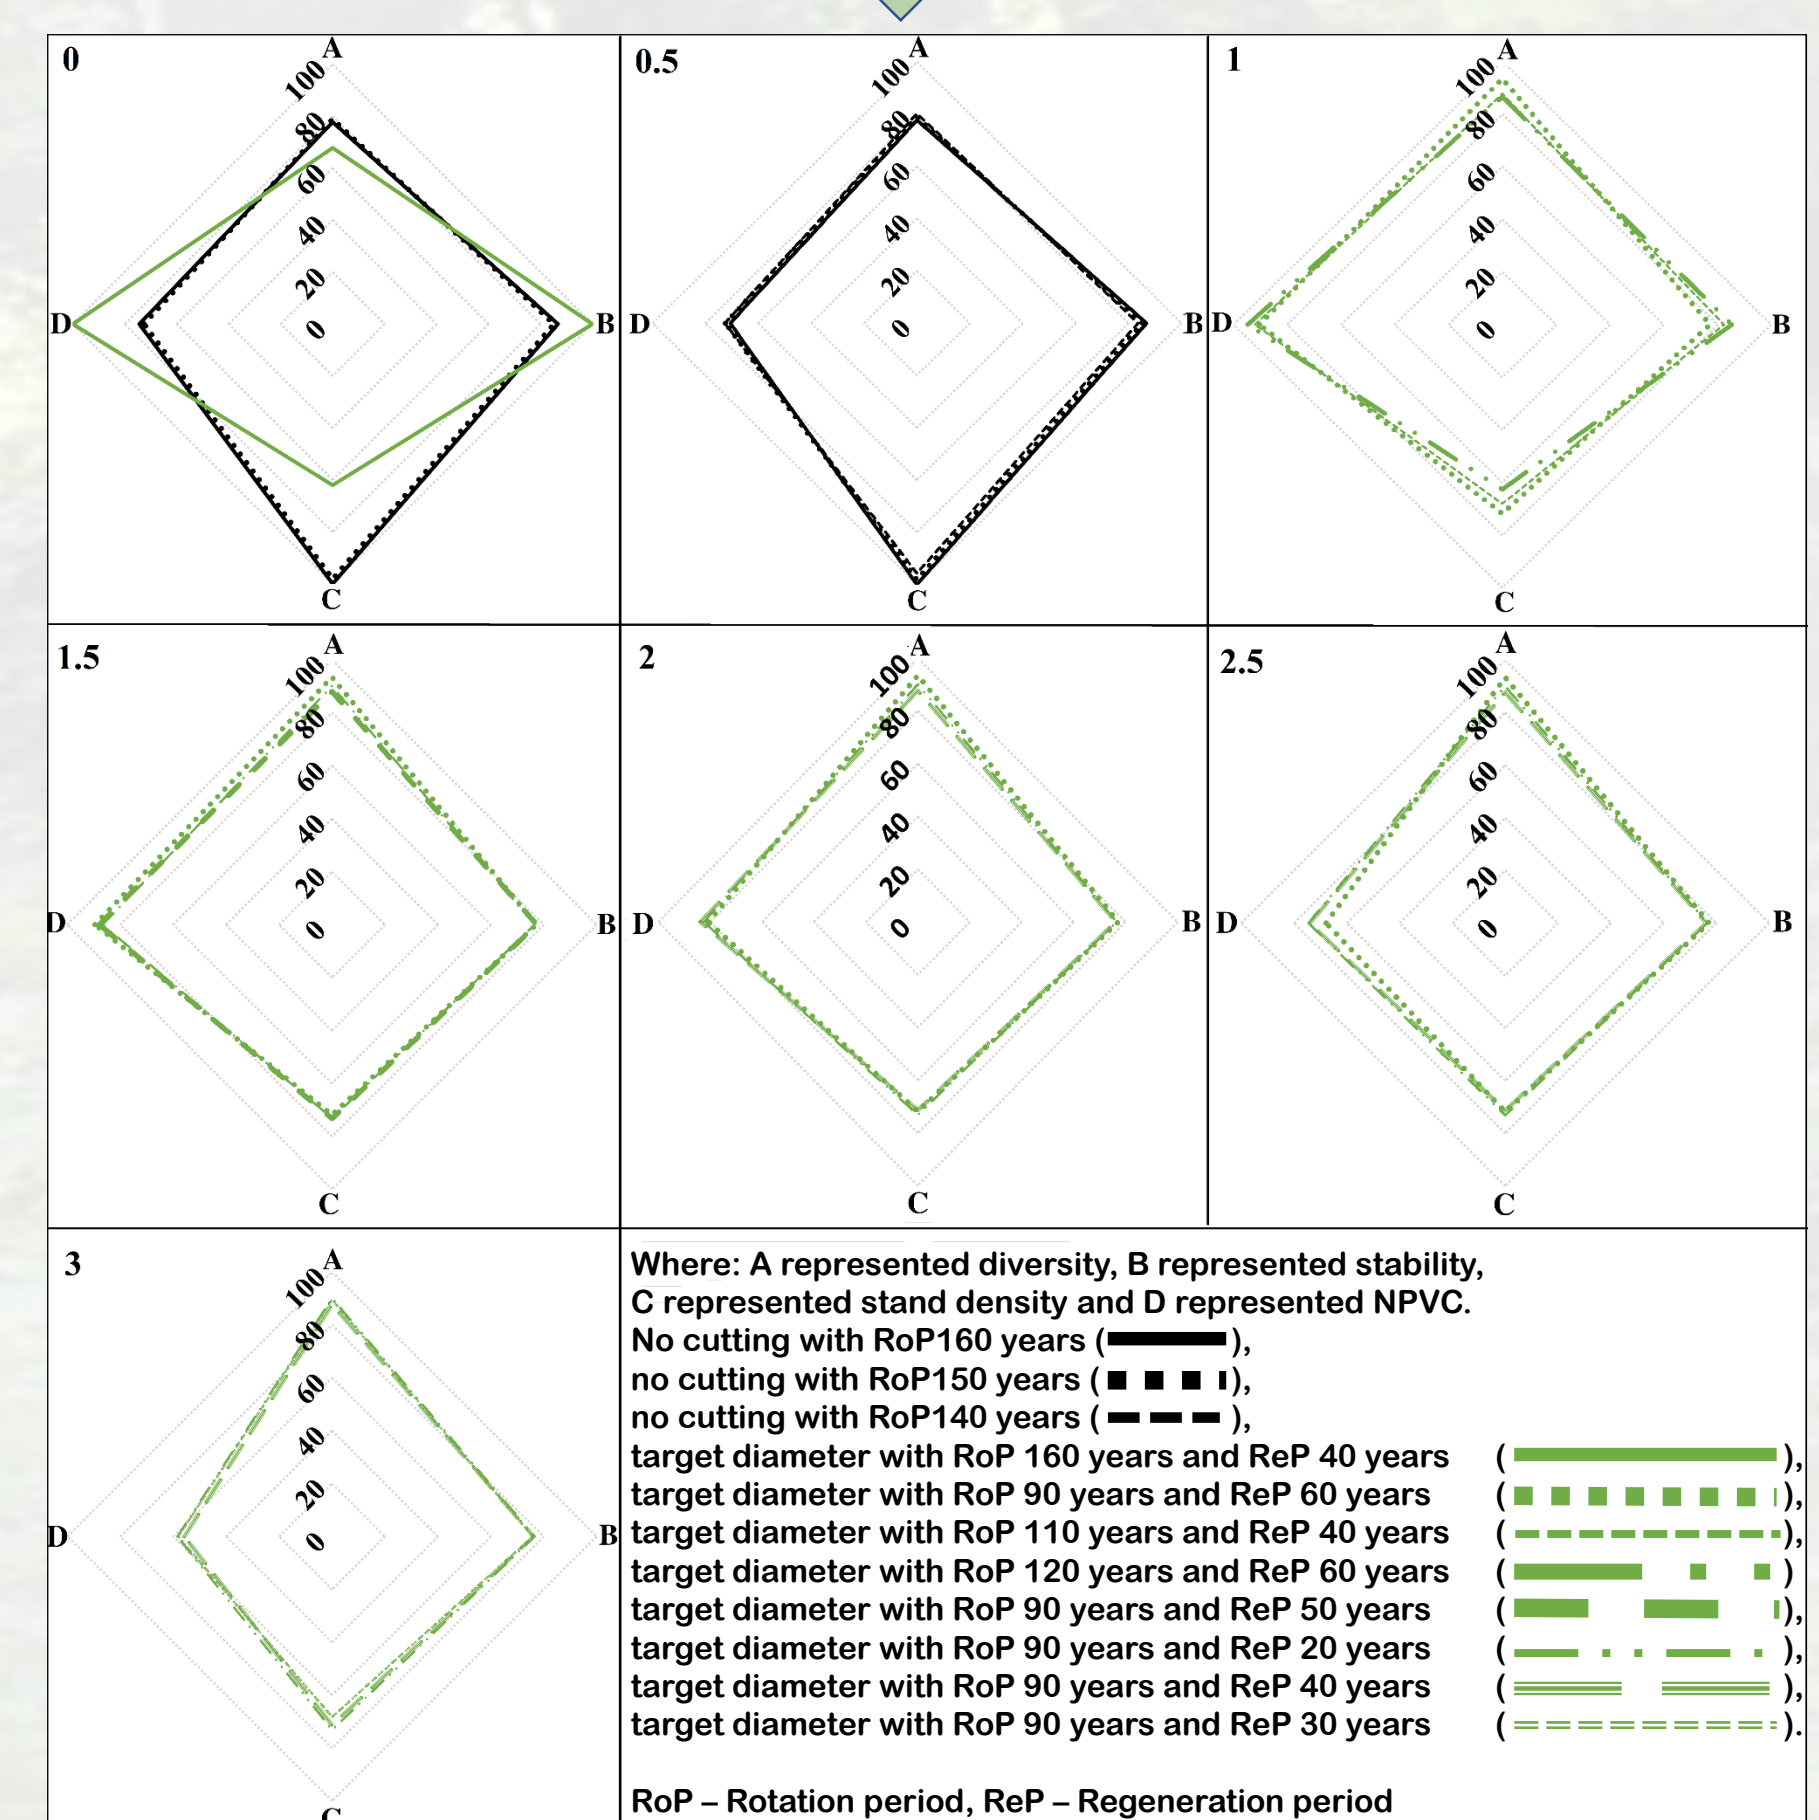 0
A
100
80
60
40
20
0
D
B
C
0.5
A
100
80
60
40
20
0
D
B
C
1
A
100
80
60
40
20
0
D
B
C
1.5
A
100
80
60
40
20
0
D
B
C
2
A
100
80
60
40
20
0
D
B
C
2.5
A
100
80
60
40
20
0
D
B
C
3
A
100
80
60
40
20
0
D
B
C
Where: A represented diversity, B represented stability,
C represented stand density and D represented NPVC.
No cutting with RoP160 years ( ),
no cutting with RoP150 years ( ),
no cutting with RoP140 years ( ),
target diameter with RoP 160 years and ReP 40 years ( ),
target diameter with RoP 90 years and ReP 60 years ( ),
target diameter with RoP 110 years and ReP 40 years ( ),
target diameter with RoP 120 years and ReP 60 years ( )
target diameter with RoP 90 years and ReP 50 years ( ),
target diameter with RoP 90 years and ReP 20 years ( ),
target diameter with RoP 90 years and ReP 40 years ( ),
target diameter with RoP 90 years and ReP 30 years ( ).
RoP – Rotation period, ReP – Regeneration period